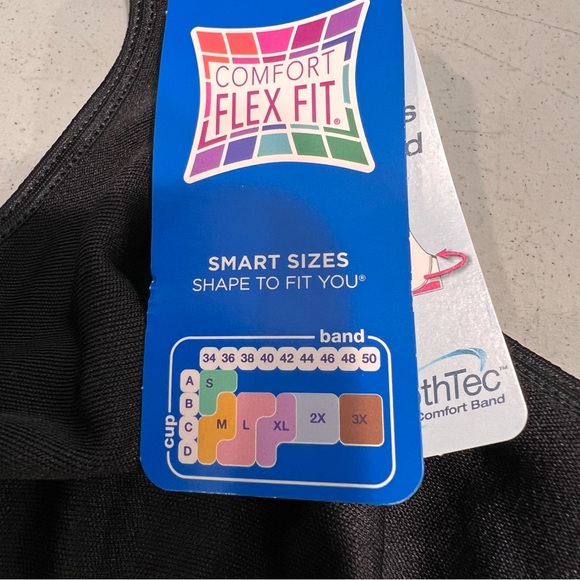 COMFORT
FLEX FIT®
SMART SIZES
SHAPE TO FIT YOU®
band
34 36 38 40 42 44 46 48 50
cup
A
B
C
D
S
M L XL 2X 3X
thTec™
Comfort Band